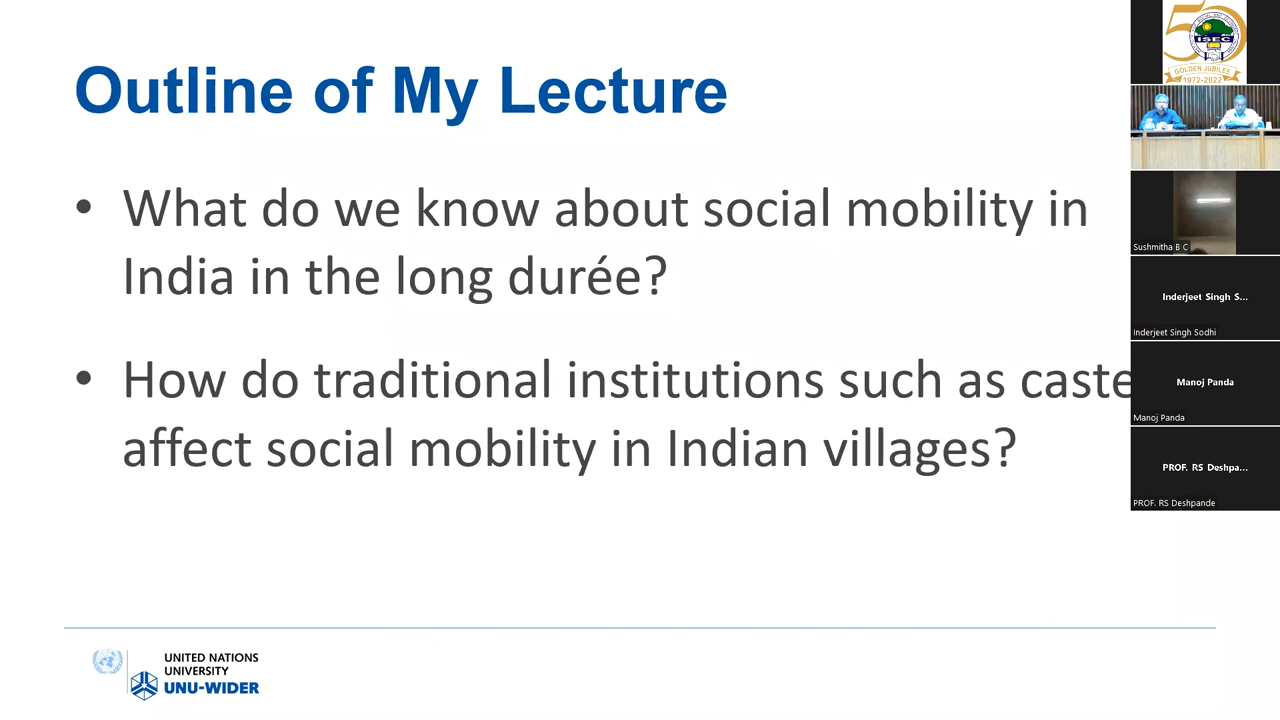 Outline of My Lecture
• What do we know about social mobility in
India in the long durée?
• How do traditional institutions such as caste
affect social mobility in Indian villages?
UNITED NATIONS
UNIVERSITY
UNU-WIDER
50
ISEC
GOLDEN JUBILEE
1972-2022
Sushmitha B C
Inderjeet Singh S...
Inderjeet Singh Sodhi
Manoj Panda
Manoj Panda
PROF. RS Deshpa...
PROF. RS Deshpande